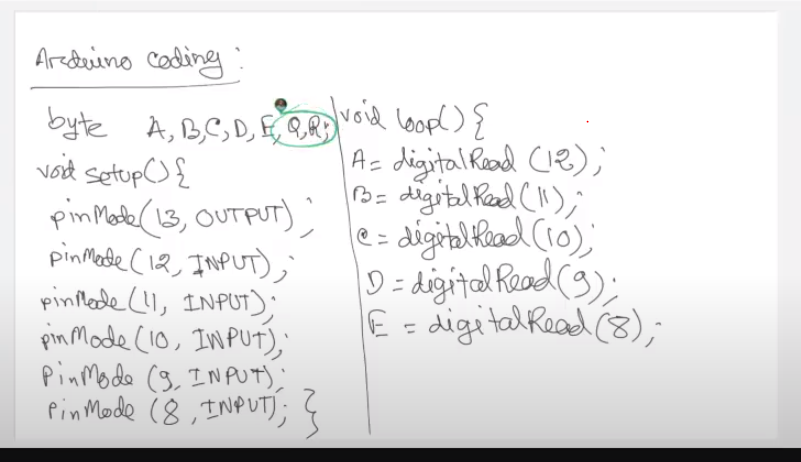 Arduino coding:
byte A, B, C, D, E, Q, R;
void setup() {
pinMode(13, OUTPUT);
pinMode(12, INPUT);
pinMode(11, INPUT);
pinMode(10, INPUT);
PinMode (9, INPUT);
PinMode (8, INPUT); }
void loop() {
A = digitalRead (12);
B = digitalRead (11);
C = digitalRead (10);
D = digitalRead (9);
E = digitalRead (8);